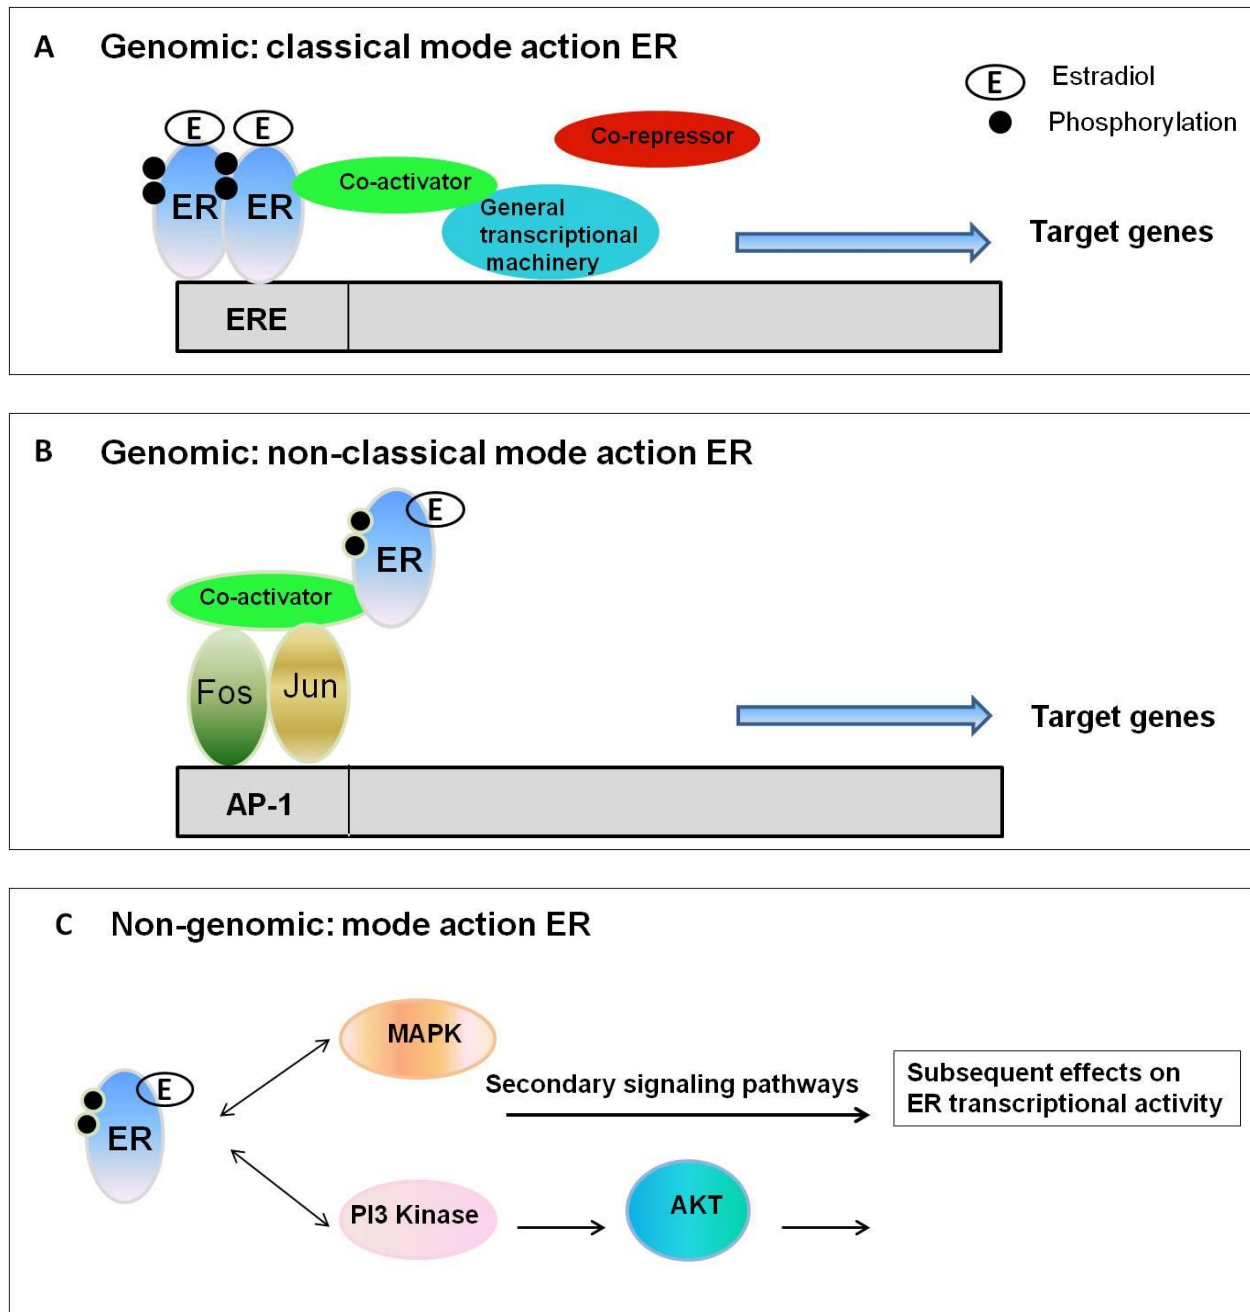 A Genomic: classical mode action ER
E Estradiol
Phosphorylation
E E
Co-repressor
ER ER Co-activator
General
transcriptional
machinery
Target genes
ERE
B Genomic: non-classical mode action ER
E
ER
Co-activator
Fos Jun
Target genes
AP-1
C Non-genomic: mode action ER
MAPK
E
ER
Secondary signaling pathways
Subsequent effects on
ER transcriptional activity
PI3 Kinase
AKT